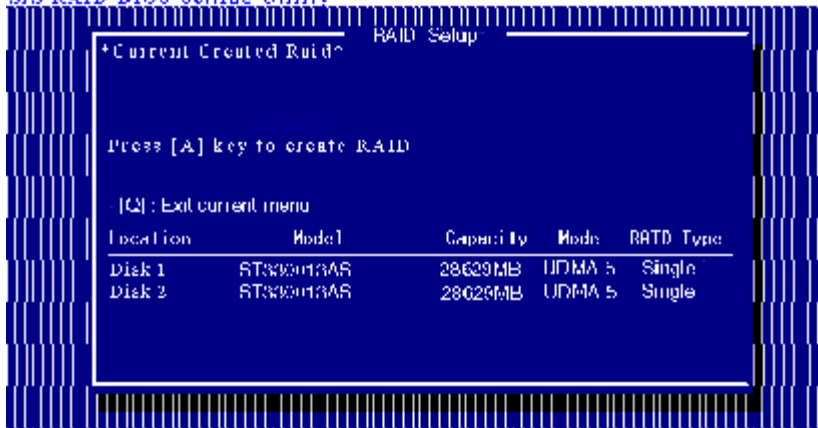 RAID Setup
*Current Created Raid*
Press [A] key to create RAID
[Q] : Exit current menu
Location Model Capacity Mode RAID Type
Disk 1 28629MB UDMA 5 Single
Disk 2 28629MB UDMA 5 Single